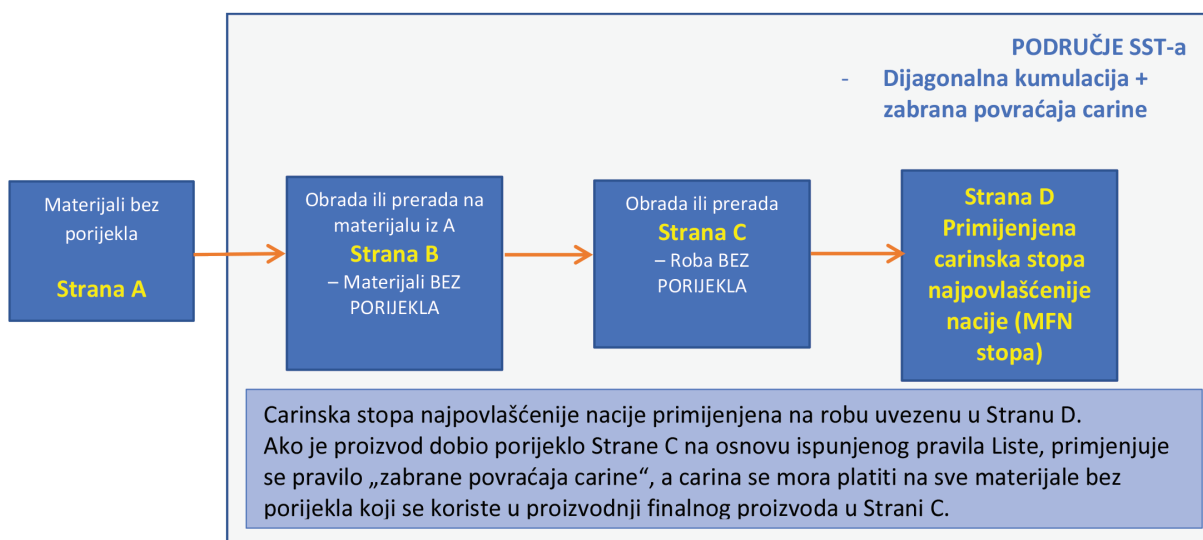 PODRUČJE SST-a
- Dijagonalna kumulacija +
zabrana povraćaja carine
Materijali bez
porijekla
Strana A
Obrada ili prerada na
materijalu iz A
Strana B
– Materijali BEZ
PORIJEKLA
Obrada ili prerada
Strana C
– Roba BEZ
PORIJEKLA
Strana D
Primijenjena
carinska stopa
najpovlašćenije
nacije (MFN
stopa)
Carinska stopa najpovlašćenije nacije primijenjena na robu uvezenu u Stranu D.
Ako je proizvod dobio porijeklo Strane C na osnovu ispunjenog pravila Liste, primjenjuje
se pravilo „zabrane povraćaja carine“, a carina se mora platiti na sve materijale bez
porijekla koji se koriste u proizvodnji finalnog proizvoda u Strani C.